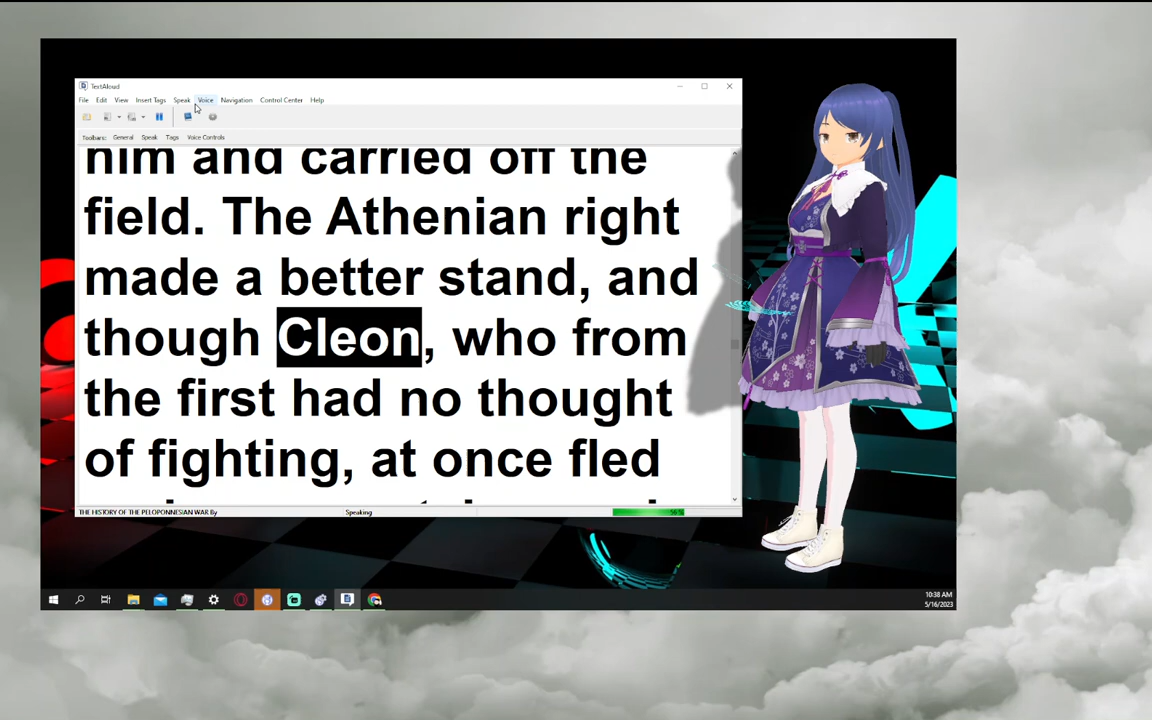 TextAloud
File Edit View Insert Tags Speak Voice Navigation Control Center Help
Toolbars: General Speak Tags Voice Controls
him and carried off the
field. The Athenian right
made a better stand, and
though Cleon, who from
the first had no thought
of fighting, at once fled
THE HISTORY OF THE PELOPONNESIAN WAR By Speaking 56 %
10:38 AM
5/16/2023